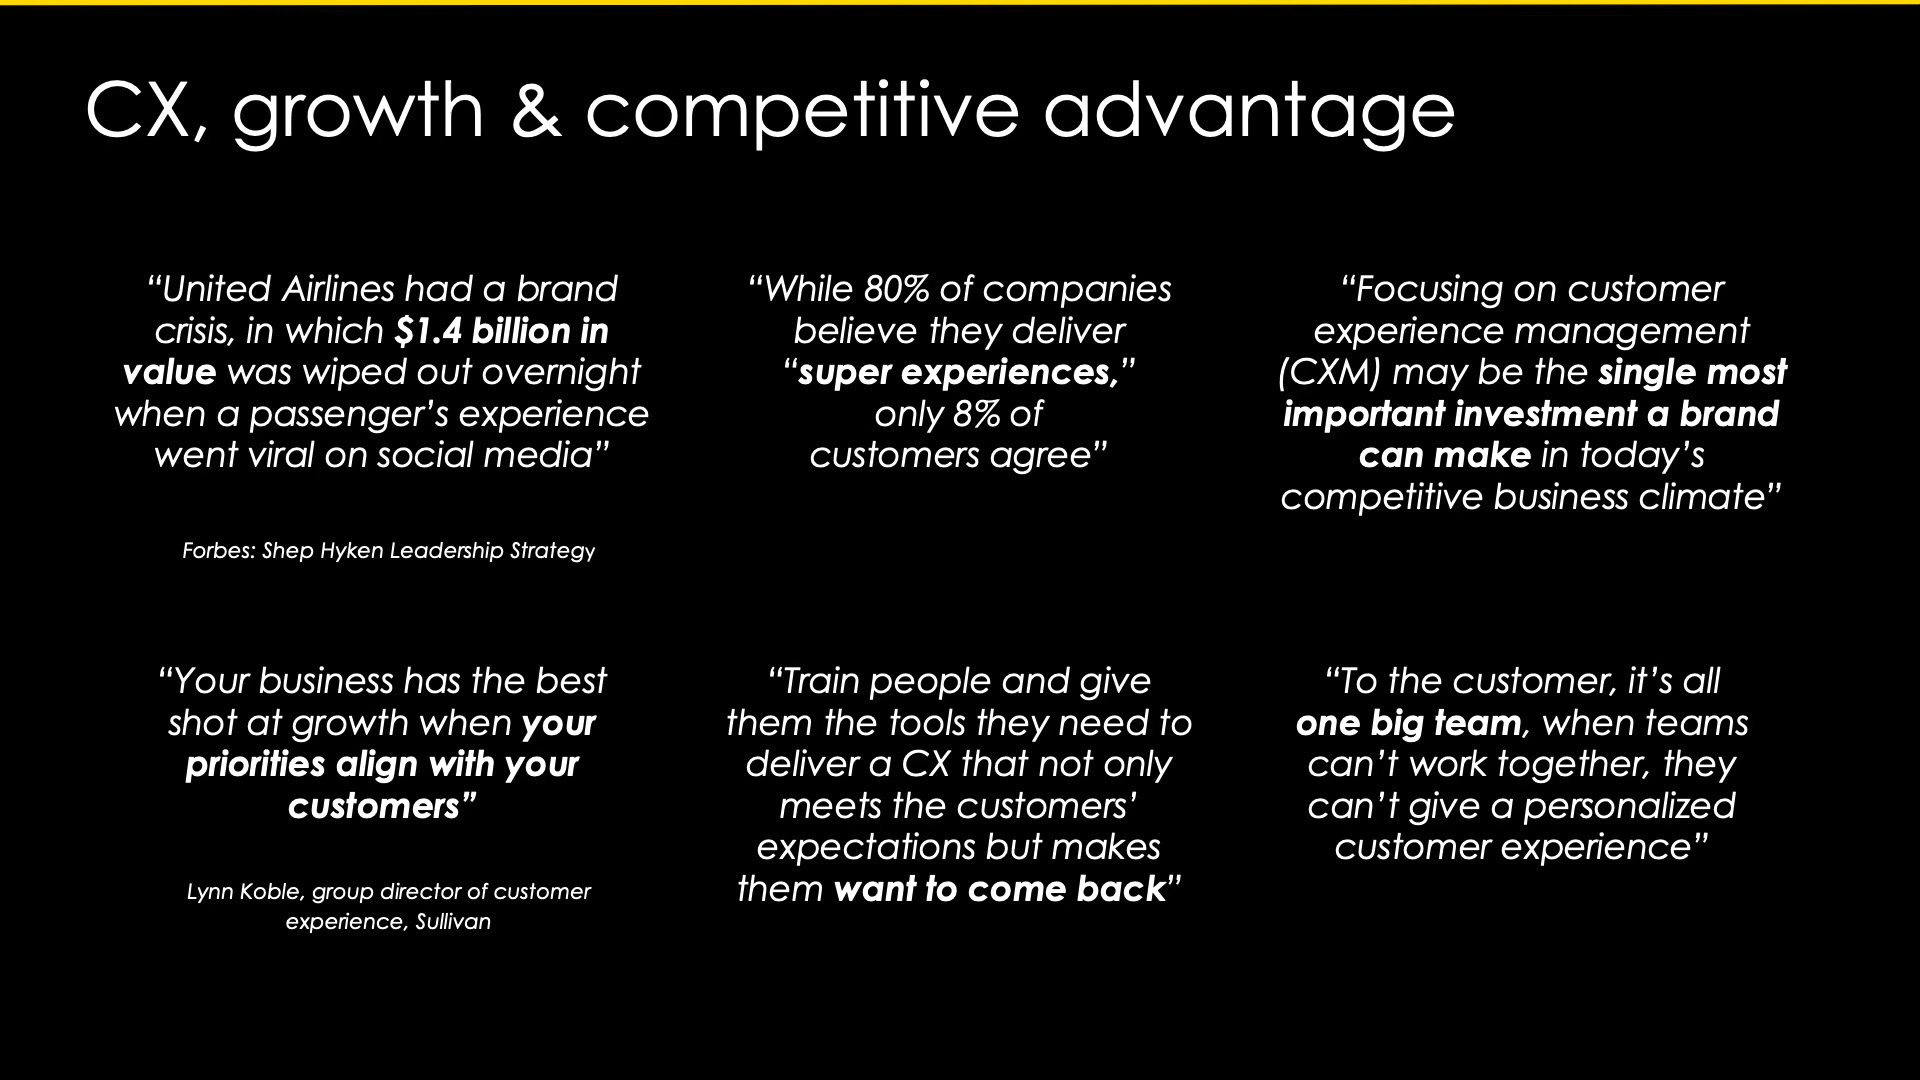 CX, growth & competitive advantage
“United Airlines had a brand
crisis, in which $1.4 billion in
value was wiped out overnight
when a passenger’s experience
went viral on social media”
Forbes: Shep Hyken Leadership Strategy
“While 80% of companies
believe they deliver
“super experiences,”
only 8% of
customers agree”
“Focusing on customer
experience management
(CXM) may be the single most
important investment a brand
can make in today’s
competitive business climate”
“Your business has the best
shot at growth when your
priorities align with your
customers”
Lynn Koble, group director of customer
experience, Sullivan
“Train people and give
them the tools they need to
deliver a CX that not only
meets the customers’
expectations but makes
them want to come back”
“To the customer, it’s all
one big team, when teams
can’t work together, they
can’t give a personalized
customer experience”